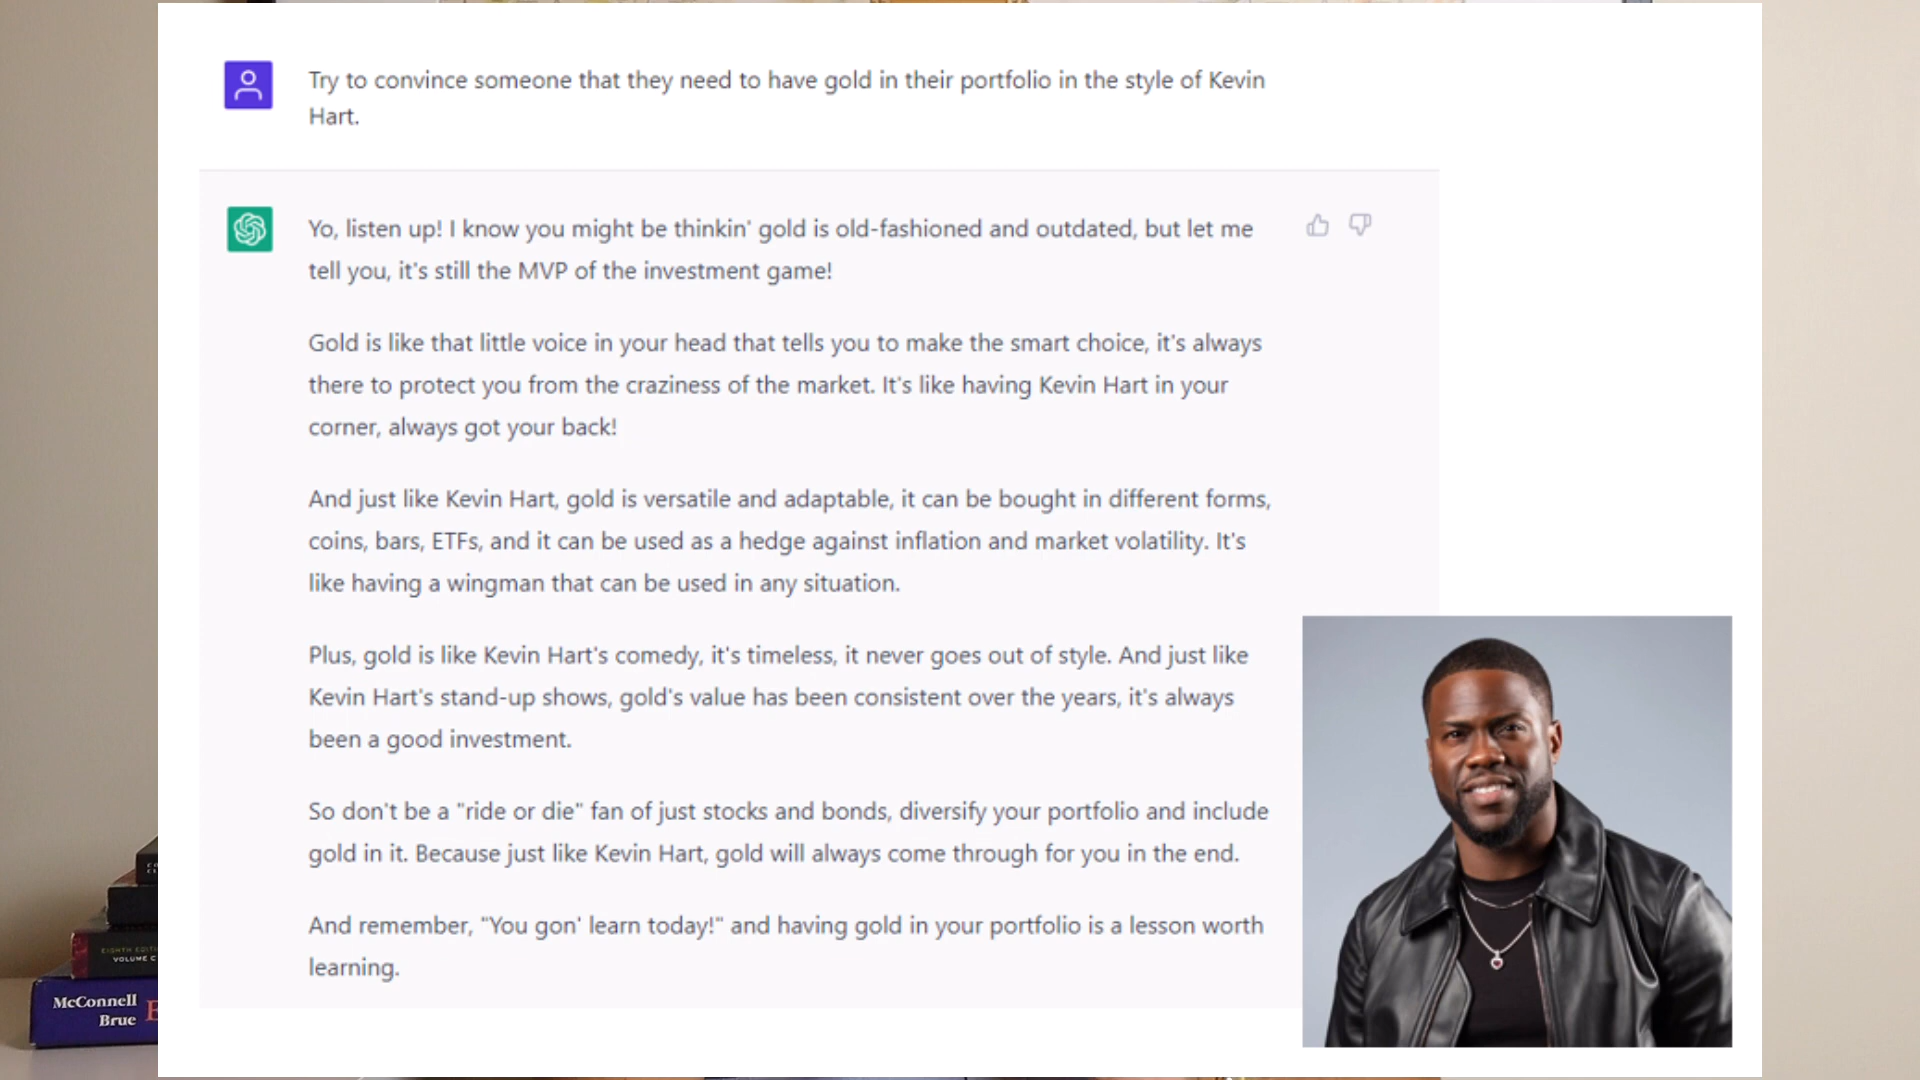 Try to convince someone that they need to have gold in their portfolio in the style of Kevin
Hart.
Yo, listen up! I know you might be thinkin' gold is old-fashioned and outdated, but let me
tell you, it's still the MVP of the investment game!
Gold is like that little voice in your head that tells you to make the smart choice, it's always
there to protect you from the craziness of the market. It's like having Kevin Hart in your
corner, always got your back!
And just like Kevin Hart, gold is versatile and adaptable, it can be bought in different forms,
coins, bars, ETFs, and it can be used as a hedge against inflation and market volatility. It's
like having a wingman that can be used in any situation.
Plus, gold is like Kevin Hart's comedy, it's timeless, it never goes out of style. And just like
Kevin Hart's stand-up shows, gold's value has been consistent over the years, it's always
been a good investment.
So don't be a "ride or die" fan of just stocks and bonds, diversify your portfolio and include
gold in it. Because just like Kevin Hart, gold will always come through for you in the end.
And remember, "You gon' learn today!" and having gold in your portfolio is a lesson worth
learning.
VOLUME C
McConnell
Brue